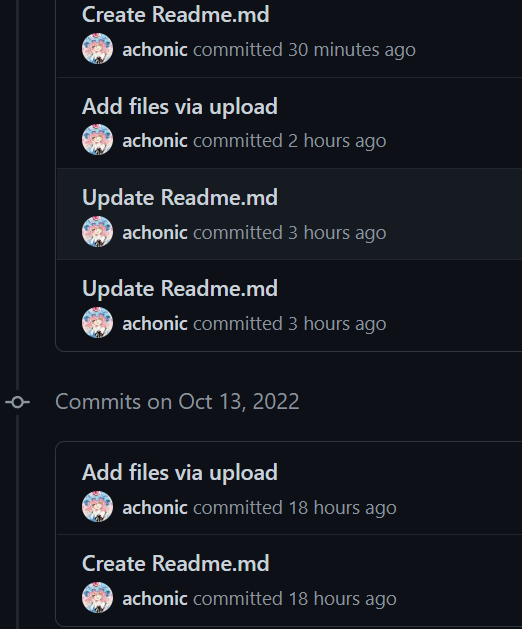 Create Readme.md
achonic committed 30 minutes ago
Add files via upload
achonic committed 2 hours ago
Update Readme.md
achonic committed 3 hours ago
Update Readme.md
achonic committed 3 hours ago
Commits on Oct 13, 2022
Add files via upload
achonic committed 18 hours ago
Create Readme.md
achonic committed 18 hours ago